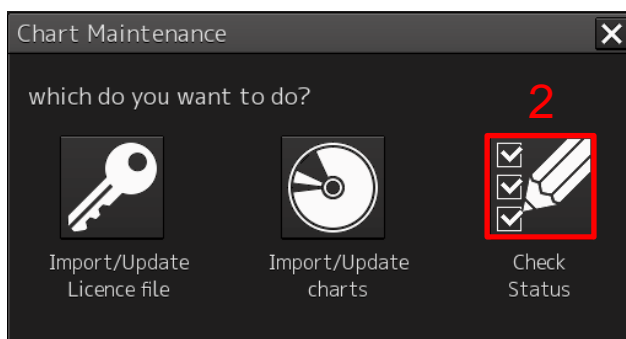 Chart Maintenance
which do you want to do?
2
Import/Update
Licence file
Import/Update
charts
Check
Status